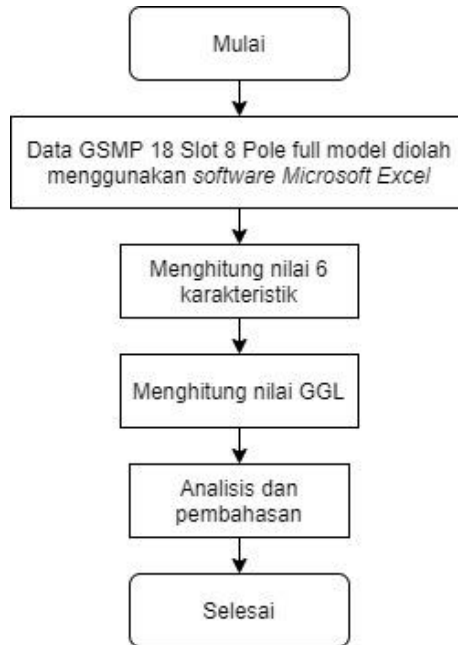 Mulai
Data GSMP 18 Slot 8 Pole full model diolah
menggunakan software Microsoft Excel
Menghitung nilai 6
karakteristik
Menghitung nilai GGL
Analisis dan
pembahasan
Selesai